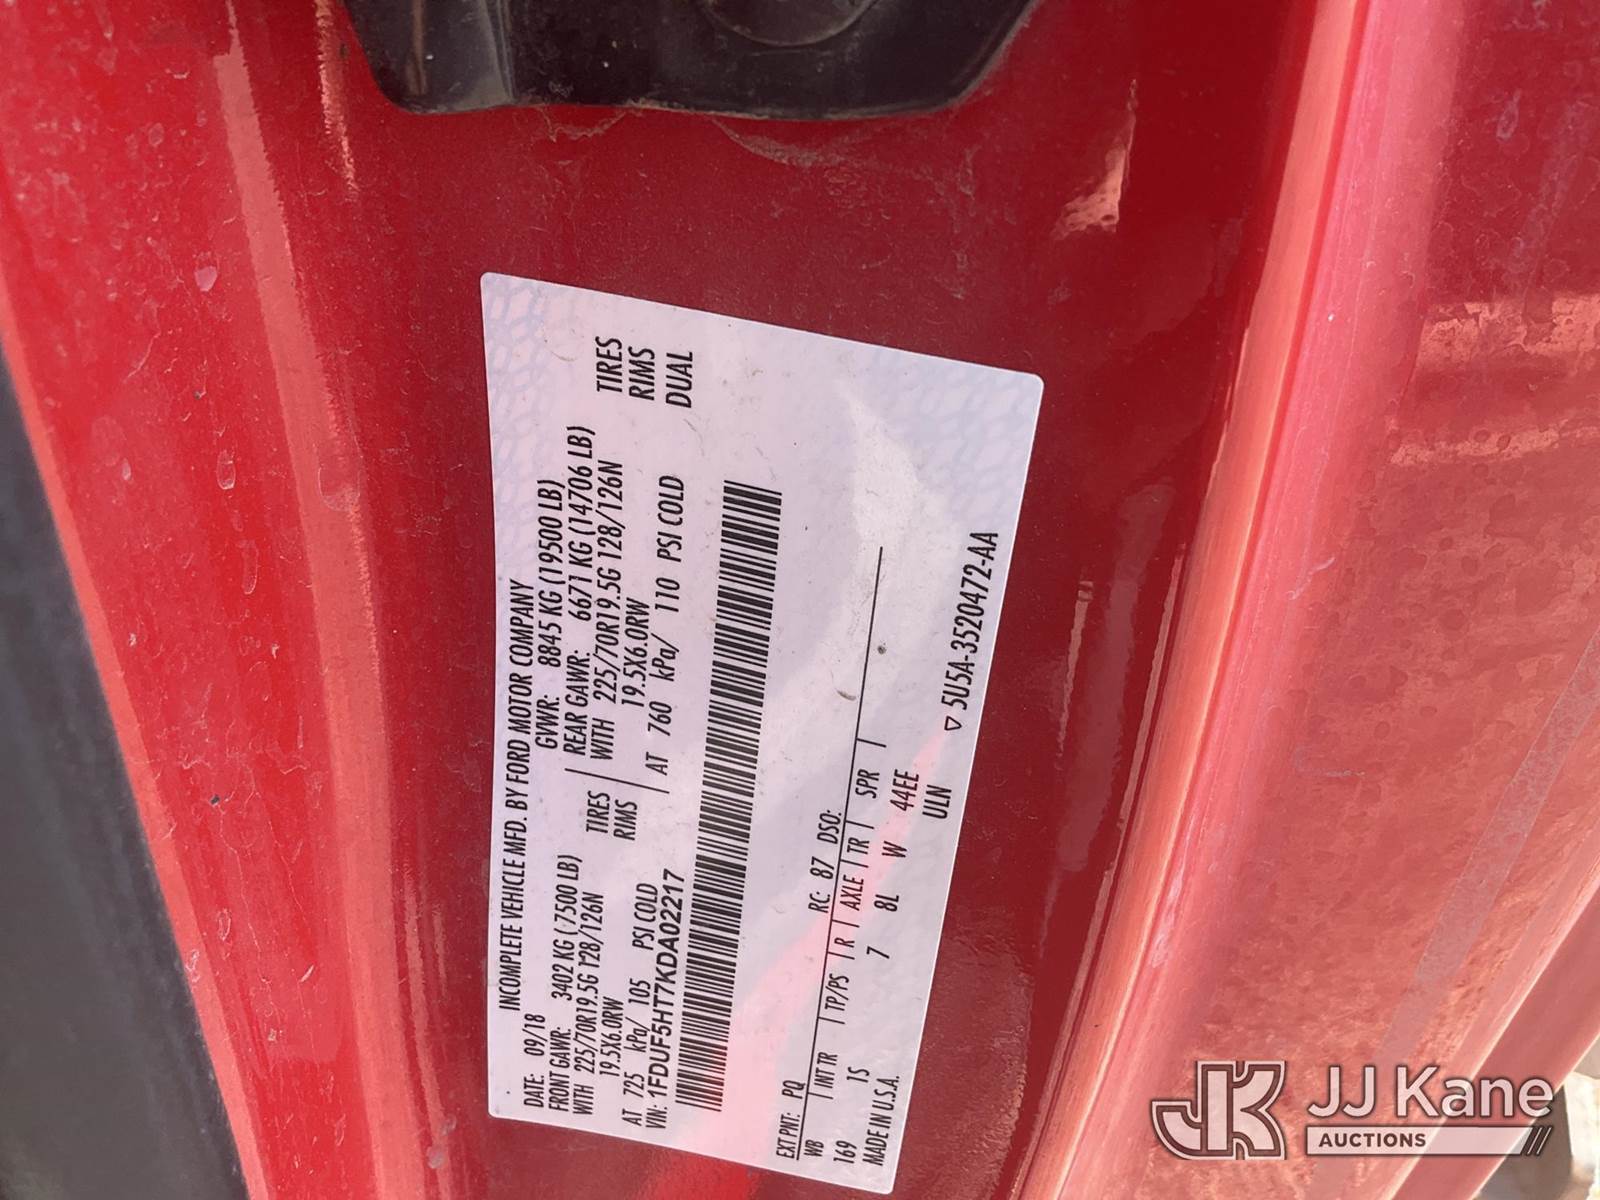 INCOMPLETE VEHICLE MFD. BY FORD MOTOR COMPANY
DATE: 09/18 GVWR: 8845 KG (19500 LB)
FRONT GAWR: 3402 KG ( 7500 LB) REAR GAWR: 6671 KG (14706 LB)
WITH 225/70R19.5G 128/126N TIRES WITH 225/70R19.5G 128/126N TIRES
19.5X6.0RW RIMS 19.5X6.0RW RIMS
AT 725 kPa/ 105 PSI COLD AT 760 kPa/ 110 PSI COLD DUAL
VIN: 1FDUF5HT7KDA02217
EXT PNT: PQ RC: 87 DSO:
WB INT TR TP/PS R AXLE TR SPR
169 1S 7 8L W 44EE
MADE IN U.S.A. ULN
▽ 5U5A-3520472-AA
JK JJ Kane
AUCTIONS